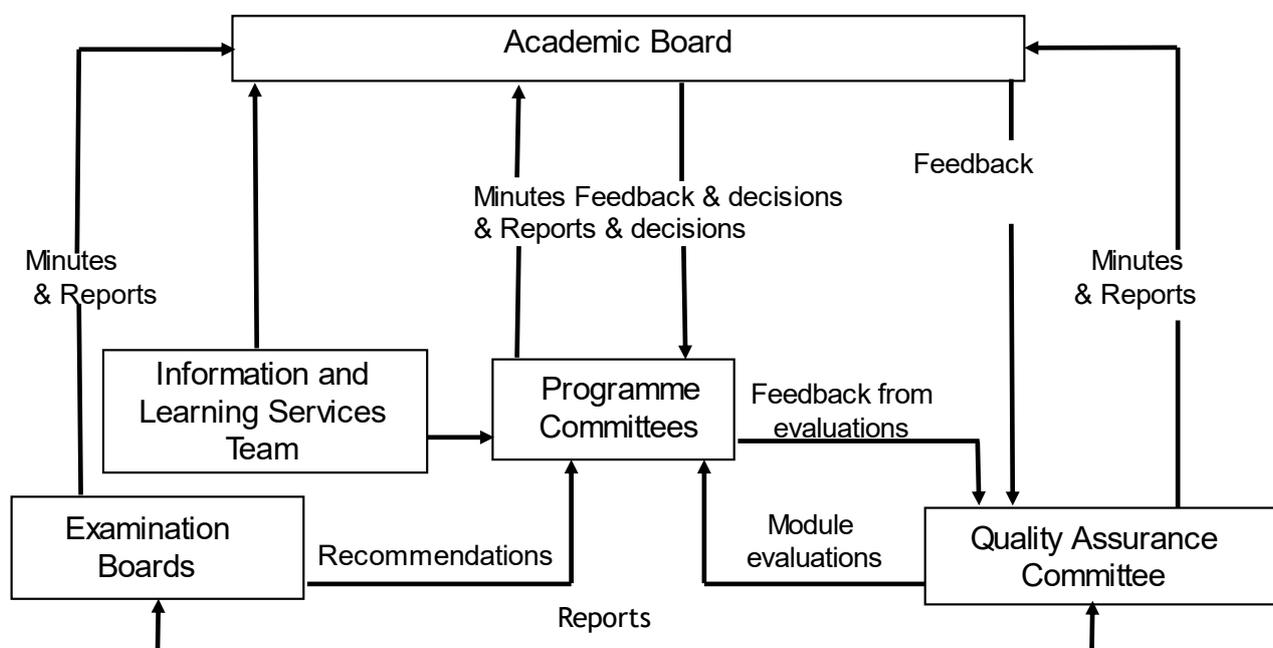 Academic Board
Feedback
Minutes Feedback & decisions
& Reports & decisions
Minutes
& Reports
Minutes
& Reports
Information and
Learning Services
Team
Programme
Committees
Feedback from
evaluations
Examination
Boards
Recommendations
Module
evaluations
Quality Assurance
Committee
Reports